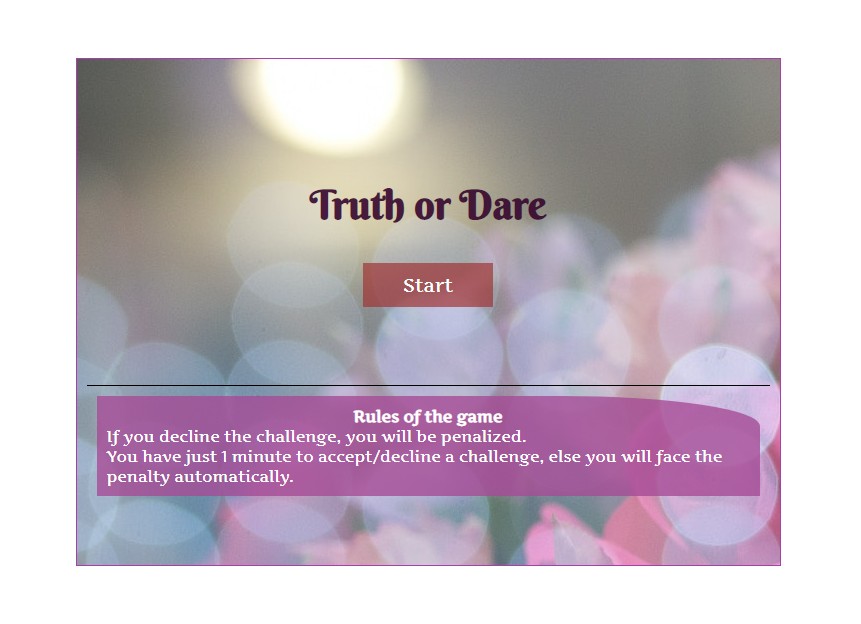 Truth or Dare
Start
Rules of the game
If you decline the challenge, you will be penalized.
You have just 1 minute to accept/decline a challenge, else you will face the
penalty automatically.